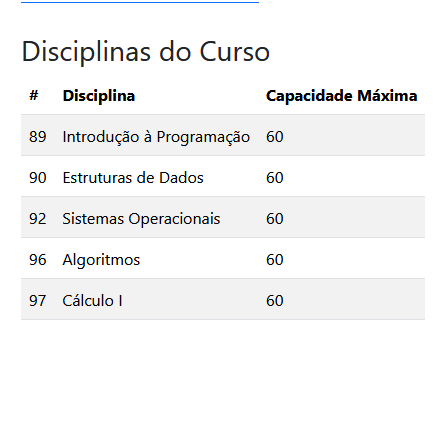 Disciplinas do Curso
# Disciplina Capacidade Máxima
89 Introdução à Programação 60
90 Estruturas de Dados 60
92 Sistemas Operacionais 60
96 Algoritmos 60
97 Cálculo I 60